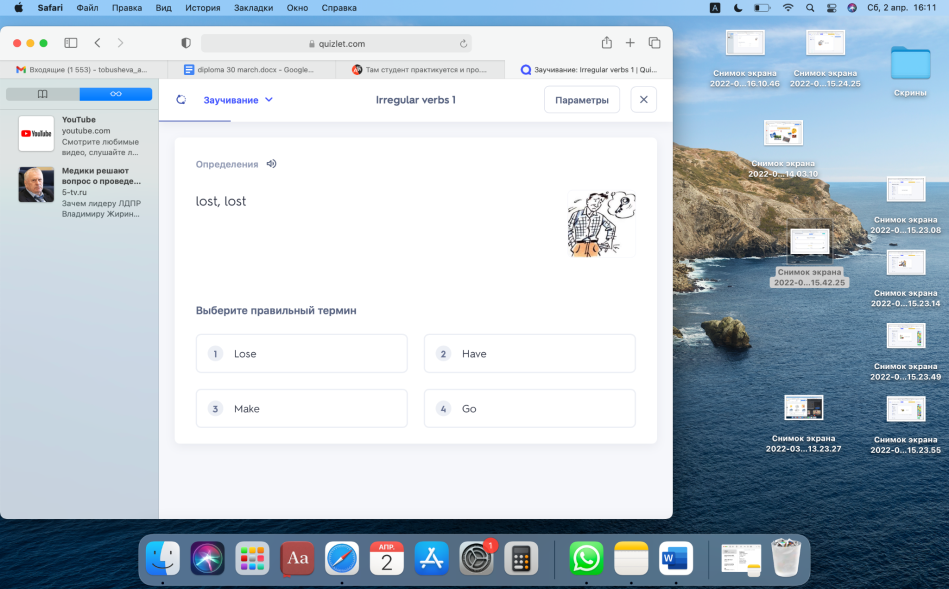 Safari Файл Правка Вид История Закладки Окно Справка
A Сб, 2 апр. 16:11
quizlet.com
Входящие (1 553) – tobusheva_a...
diploma 30 march.docx – Google...
Там студент практикуется и про....
Заучивание: Irregular verbs 1 | Qui...
YouTube
YouTube
youtube.com
Смотрите любимые
видео, слушайте л...
Медики решают
вопрос о проведе...
5-tv.ru
Зачем лидеру ЛДПР
Владимиру Жирин...
Заучивание
Irregular verbs 1
Параметры
Определения
lost, lost
Выберите правильный термин
1 Lose
2 Have
3 Make
4 Go
Снимок экрана
2022-0...16.10.46
Снимок экрана
2022-0...15.24.25
Скрины
Снимок экрана
2022-0...14.03.10
Снимок экрана
2022-0...15.23.08
Снимок экрана
2022-0...15.42.25
Снимок экрана
2022-0...15.23.14
Снимок экрана
2022-0...15.23.49
Снимок экрана
2022-03...13.23.27
Снимок экрана
2022-0...15.23.55
Aa
АПР.
2
1
W